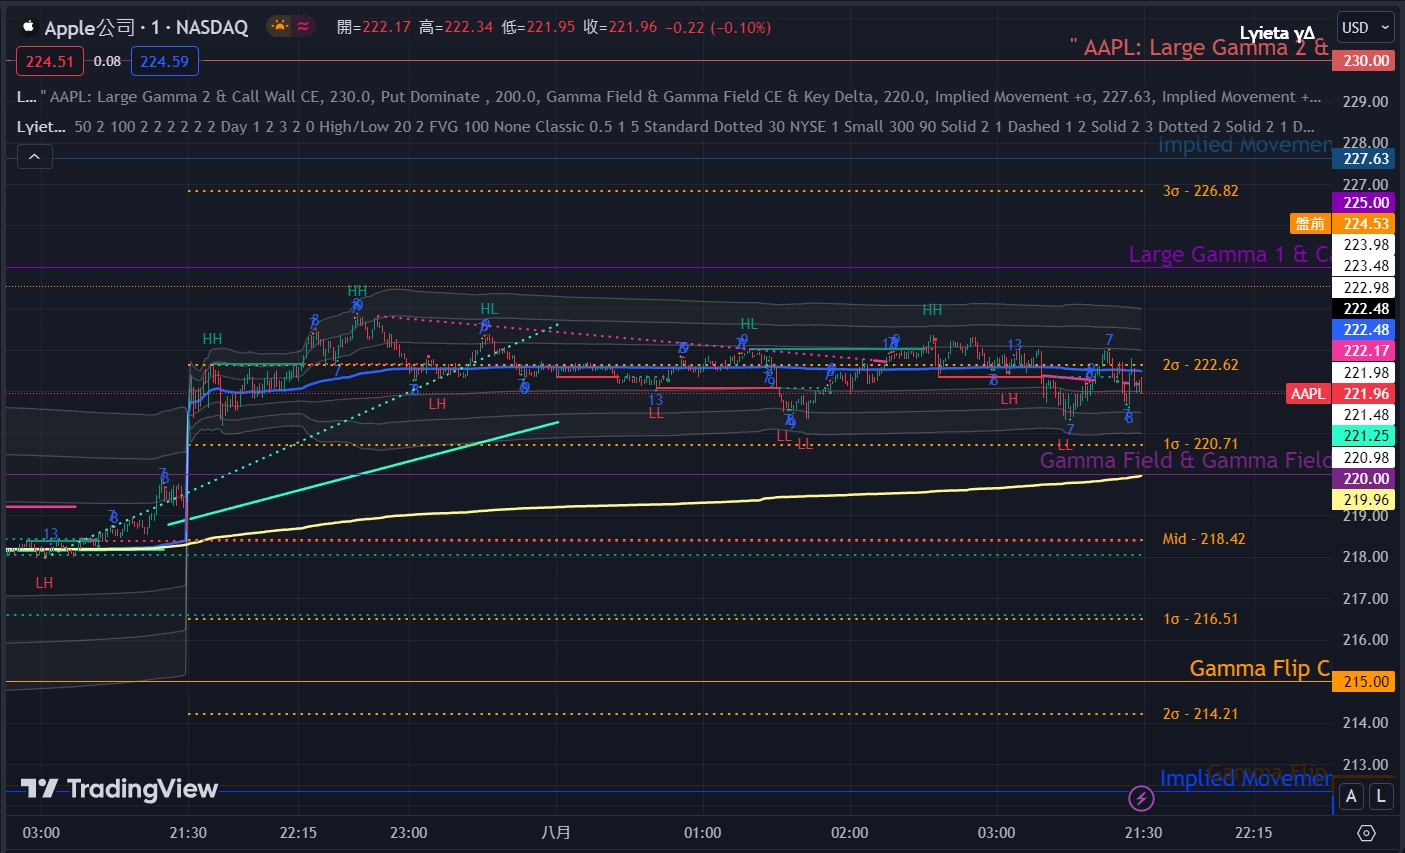 Apple公司 · 1 · NASDAQ 開=222.17 高=222.34 低=221.95 收=221.96 −0.22 (−0.10%)
Lyieta γΔ
USD
224.51 0.08 224.59
" AAPL: Large Gamma 2 &
230.00
L... " AAPL: Large Gamma 2 & Call Wall CE, 230.0, Put Dominate , 200.0, Gamma Field & Gamma Field CE & Key Delta, 220.0, Implied Movement +σ, 227.63, Implied Movement +...
229.00
Lyiet... 50 2 100 2 2 2 2 2 2 Day 1 2 3 2 0 High/Low 20 2 FVG 100 None Classic 0.5 1 5 Standard Dotted 30 NYSE 1 Small 300 90 Solid 2 1 Dashed 1 2 Solid 2 3 Dotted 2 Solid 2 1 D...
Implied Movemen
228.00
227.63
227.00
3σ - 226.82
225.00
盤前 224.53
223.98
Large Gamma 1 & Ca
223.48
222.98
222.48
222.48
222.17
2σ - 222.62
221.98
AAPL 221.96
221.48
221.25
1σ - 220.71
220.98
Gamma Field & Gamma Field
220.00
219.96
219.00
Mid - 218.42
218.00
217.00
1σ - 216.51
216.00
Gamma Flip C
215.00
2σ - 214.21
214.00
213.00
Gamma Flip
Implied Movemen
HH
HH
HL
HL
HH
LH
LH
LL
LL
LL
LH
LL
13
13
13
TradingView
A L
03:00 21:30 22:15 23:00 八月 01:00 02:00 03:00 21:30 22:15